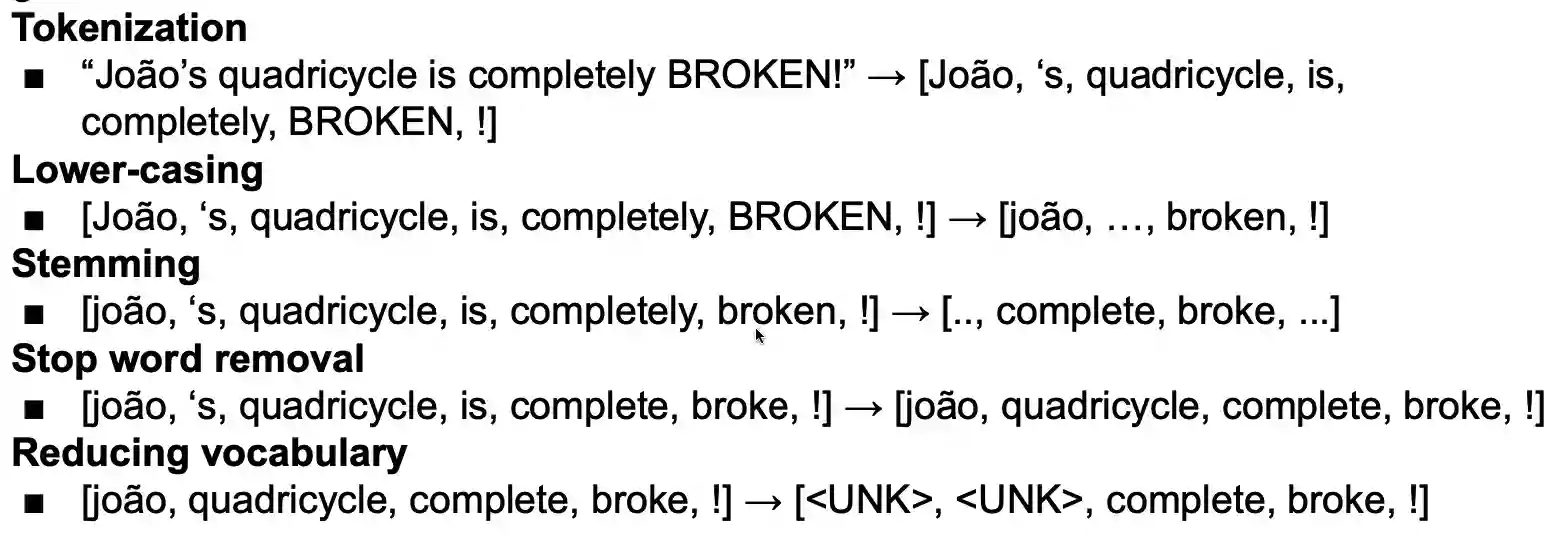 Tokenization
■ “João’s quadricycle is completely BROKEN!” → [João, ‘s, quadricycle, is,
completely, BROKEN, !]
Lower-casing
■ [João, ‘s, quadricycle, is, completely, BROKEN, !] → [joão, …, broken, !]
Stemming
■ [joão, ‘s, quadricycle, is, completely, broken, !] → [.., complete, broke, ...]
Stop word removal
■ [joão, ‘s, quadricycle, is, complete, broke, !] → [joão, quadricycle, complete, broke, !]
Reducing vocabulary
■ [joão, quadricycle, complete, broke, !] → [<UNK>, <UNK>, complete, broke, !]